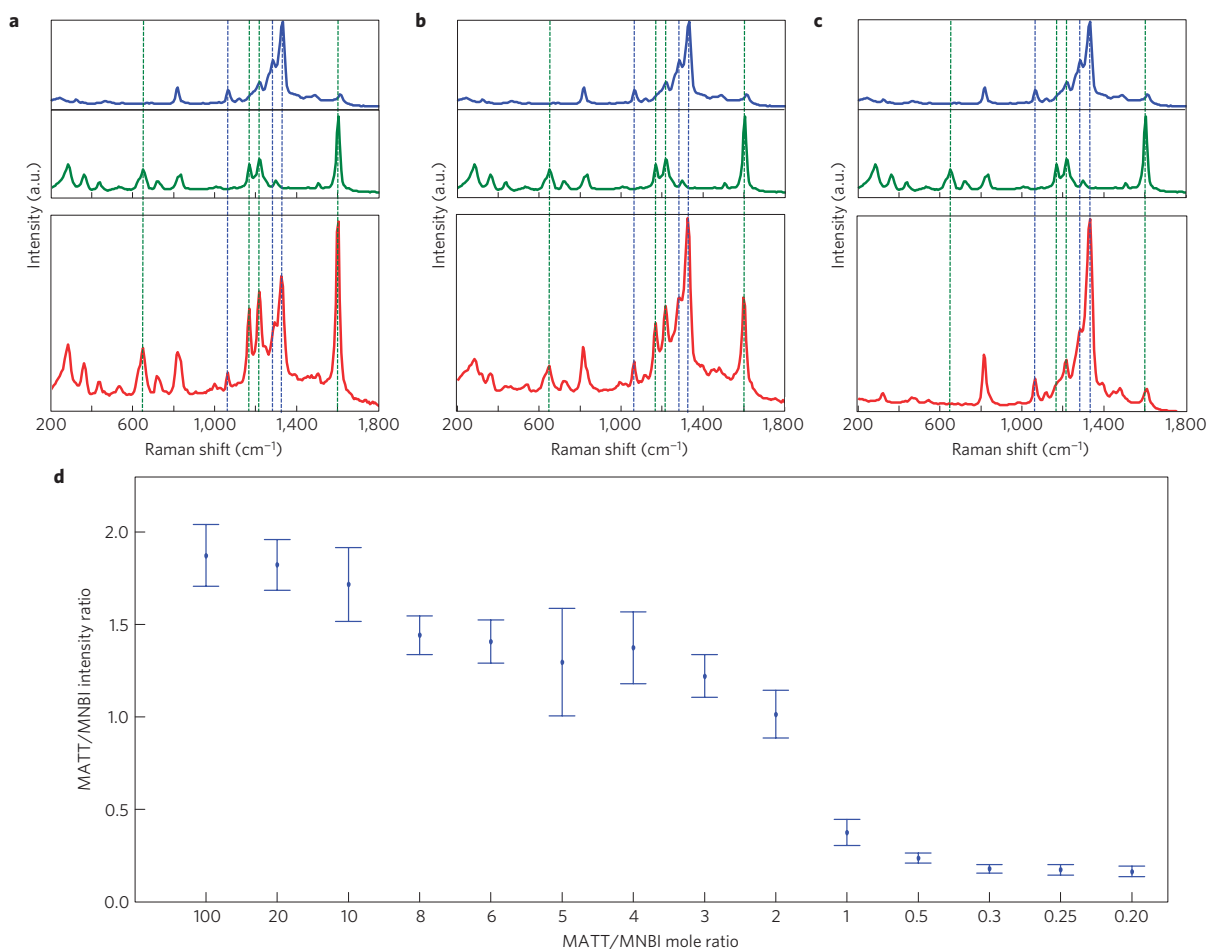 a
b
c
Intensity (a.u.)
Intensity (a.u.)
Intensity (a.u.)
200 600 1,000 1,400 1,800
200 600 1,000 1,400 1,800
200 600 1,000 1,400 1,800
Raman shift (cm⁻¹)
Raman shift (cm⁻¹)
Raman shift (cm⁻¹)
d
MATT/MNBI intensity ratio
2.0
1.5
1.0
0.5
0.0
100 20 10 8 6 5 4 3 2 1 0.5 0.3 0.25 0.20
MATT/MNBI mole ratio